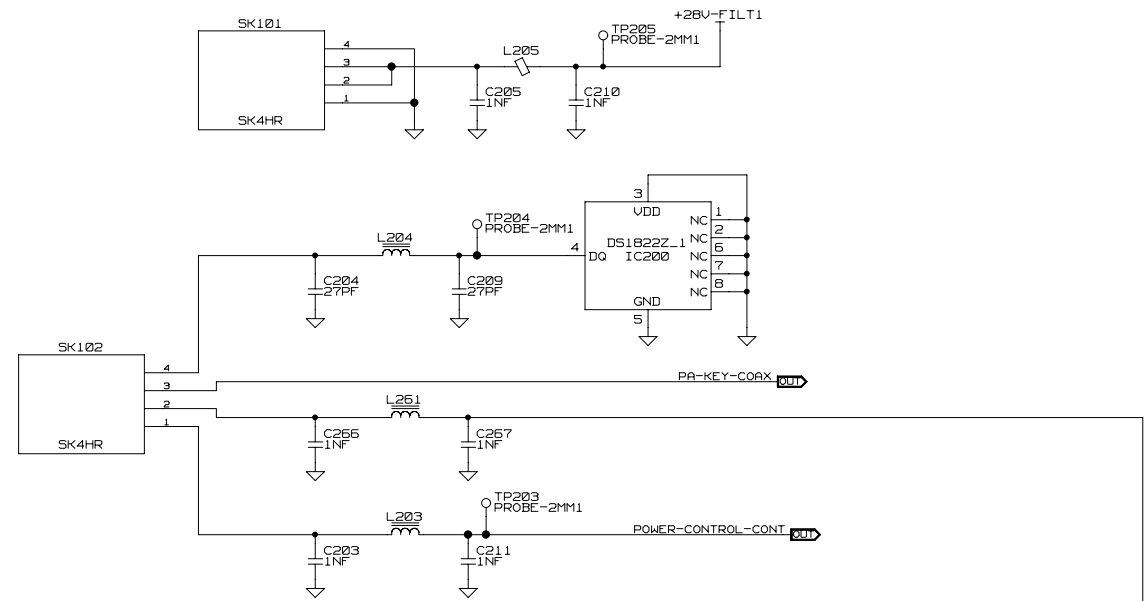 SK101
4
3
2
1
SK4HR
L205
C205
1NF
C210
1NF
TP205
PROBE-2MM1
+28V-FILT1
L204
C204
27PF
C209
27PF
TP204
PROBE-2MM1
4
DQ
3
VDD
DS1822Z_1
IC200
GND
5
NC 1
NC 2
NC 6
NC 7
NC 8
SK102
4
3
2
1
SK4HR
PA-KEY-COAX OUT
L261
C266
1NF
C267
1NF
L203
C203
1NF
C211
1NF
TP203
PROBE-2MM1
POWER-CONTROL-CONT OUT